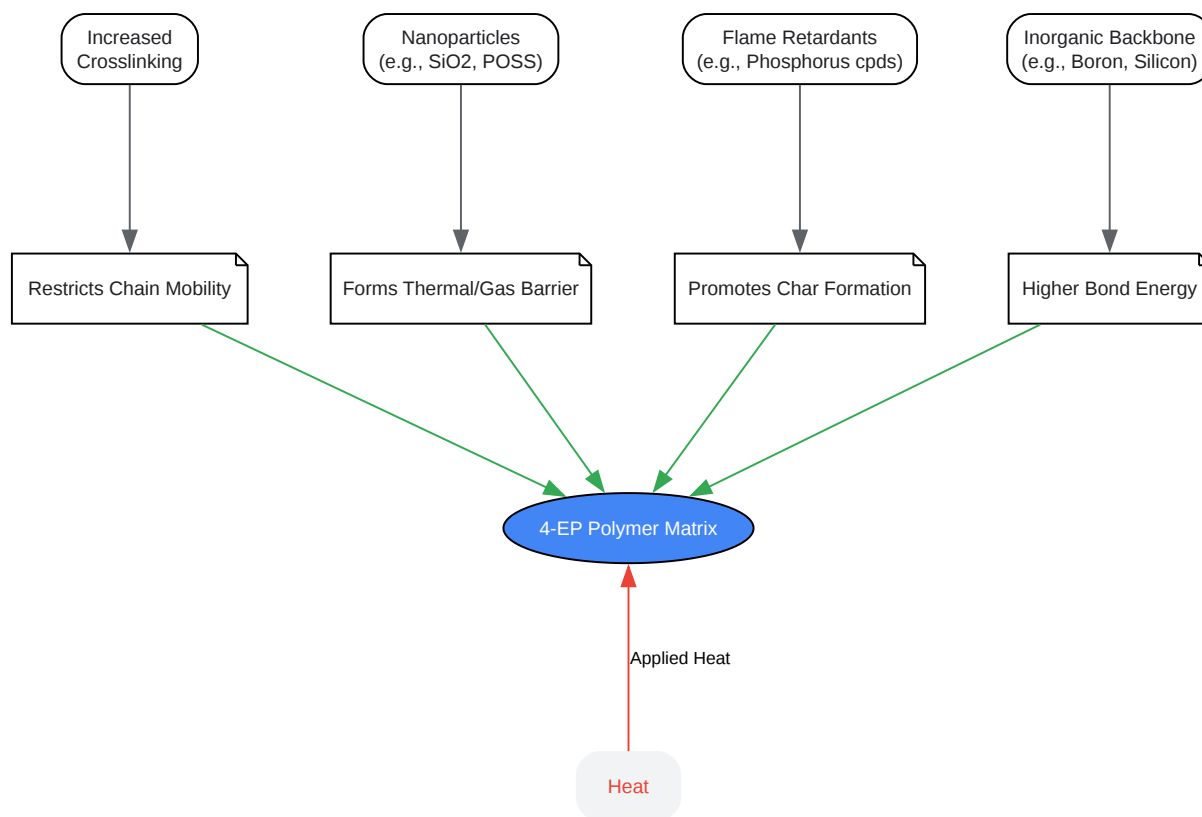 Increased
Crosslinking
Nanoparticles
(e.g., SiO2, POSS)
Flame Retardants
(e.g., Phosphorus cpds)
Inorganic Backbone
(e.g., Boron, Silicon)
Restricts Chain Mobility
Forms Thermal/Gas Barrier
Promotes Char Formation
Higher Bond Energy
4-EP Polymer Matrix
Applied Heat
Heat